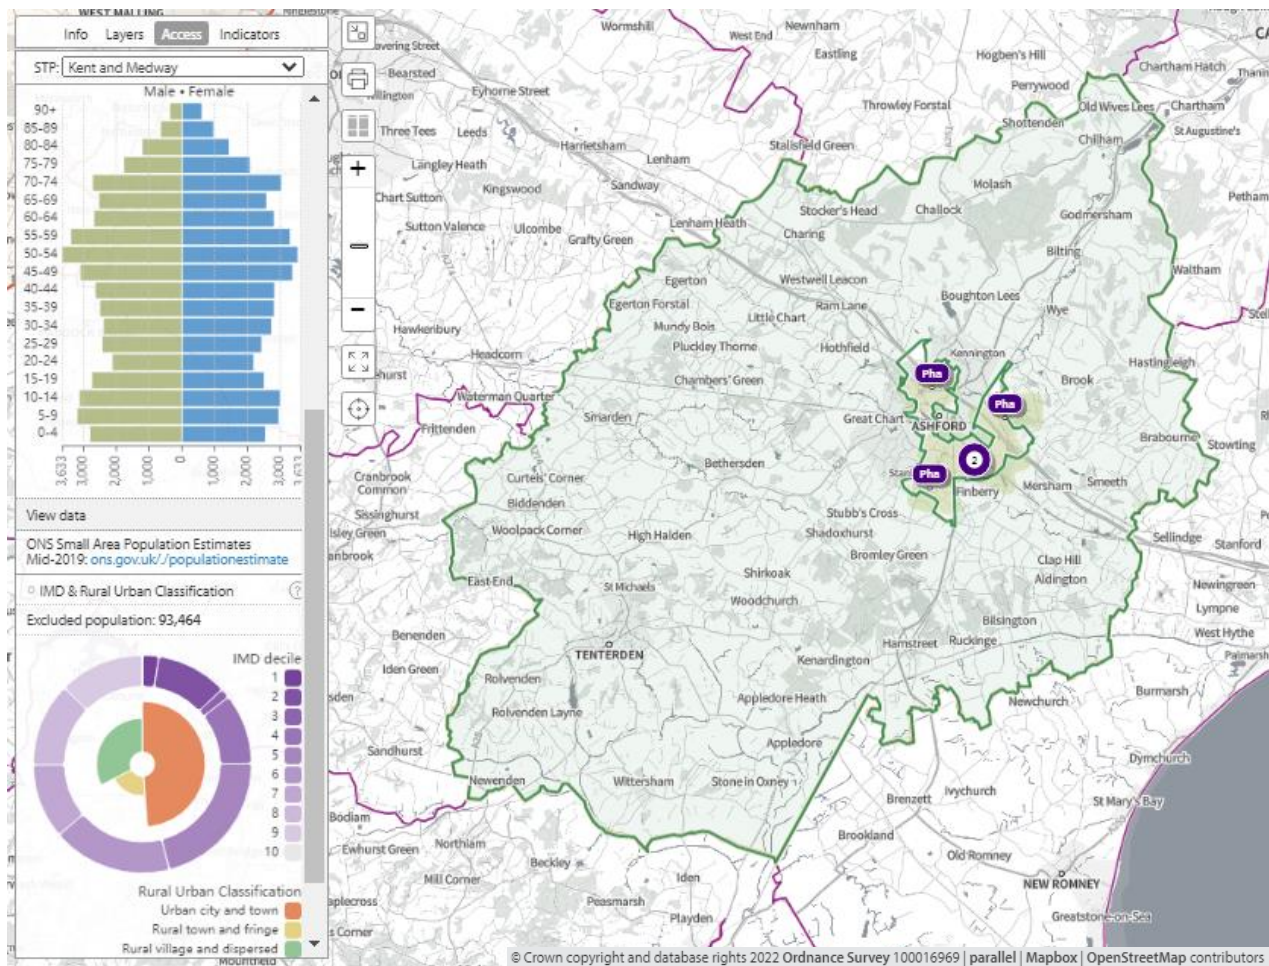 WEST MALLING
Info Layers Access Indicators
STP: Kent and Medway
Male • Female
90+
85-89
80-84
75-79
70-74
65-69
60-64
55-59
50-54
45-49
40-44
35-39
30-34
25-29
20-24
15-19
10-14
5-9
0-4
3,633 3,000 2,000 1,000 0 1,000 2,000 3,000 3,633
View data
ONS Small Area Population Estimates
Mid-2019: ons.gov.uk/./populationestimate
IMD & Rural Urban Classification ?
Excluded population: 93,464
IMD decile
1
2
3
4
5
6
7
8
9
10
Rural Urban Classification
Urban city and town
Rural town and fringe
Rural village and dispersed
Wormshill
Newnham
West End
Eastling
Hogben's Hill
Chartham Hatch
Bearsted
Eyhorne Street
Perrywood
Throwley Forstal
Old Wives Lees
Chartham
Shottenden
Three Tees
Leeds
St Augustine's
Harrietsham
Stalisfield Green
Chilham
Langley Heath
Lenham
Kingswood
Sandway
Molash
Chart Sutton
Petham
Stocker's Head
Challock
Godmersham
Sutton Valence
Ulcombe
Lenham Heath
Grafty Green
Charing
Bilting
Waltham
Egerton
Westwell Leacon
Boughton Lees
Egerton Forstal
Ram Lane
Wye
Little Chart
Hawkenbury
Mundy Bois
Pluckley Thorne
Hothfield
Kennington
Headcorn
Hastingleigh
Pha
Chambers' Green
Brook
Waterman Quarter
Pha
Smarden
Great Chart
ASHFORD
Frittenden
Brabourne
Stowting
Bethersden
2
Cranbrook
Common
Curtels' Corner
Pha
Finberry
Mersham
Smeeth
Biddenden
Sissinghurst
Stubb's Cross
Woolpack Corner
High Halden
Shadoxhurst
Sellindge
Stanford
Bromley Green
Clap Hill
Aldington
Shirkoak
East End
St Michaels
Newingreen
Woodchurch
Lympne
Bilsington
Benenden
Hamstreet
Ruckinge
West Hythe
TENTERDEN
Kenardington
Iden Green
Rolvenden
Burmarsh
Appledore Heath
Newchurch
Rolvenden Layne
Appledore
Sandhurst
Dymchurch
Newenden
Wittersham
Stone in Oxney
Ivychurch
Brenzett
St Mary's Bay
Bodiam
Brookland
Ewhurst Green
Northiam
Old Romney
Beckley
Mill Corner
Iden
NEW ROMNEY
Peasmarsh
Playden
Greatstone-on-Sea
© Crown copyright and database rights 2022 Ordnance Survey 100016969 | parallel | Mapbox | OpenStreetMap contributors